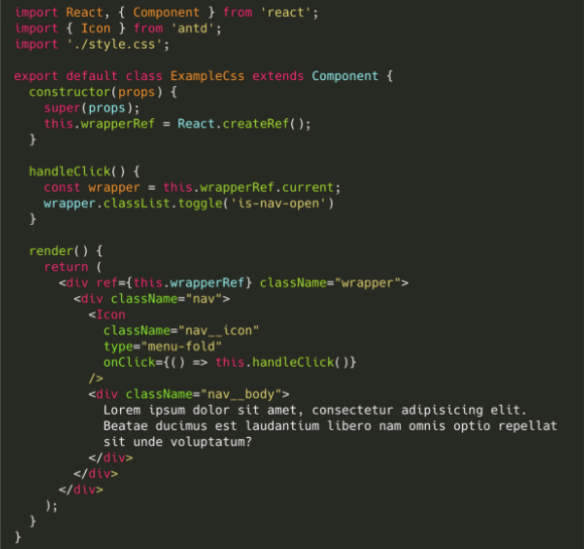 import React, { Component } from 'react';
import { Icon } from 'antd';
import './style.css';
export default class ExampleCss extends Component {
constructor(props) {
super(props);
this.wrapperRef = React.createRef();
}
handleClick() {
const wrapper = this.wrapperRef.current;
wrapper.classList.toggle('is-nav-open')
}
render() {
return (
<div ref={this.wrapperRef} className="wrapper">
<div className="nav">
<Icon
className="nav__icon"
type="menu-fold"
onClick={() => this.handleClick()}
/>
<div className="nav__body">
Lorem ipsum dolor sit amet, consectetur adipisicing elit.
Beatae ducimus est laudantium libero nam omnis optio repellat
sit unde voluptatum?
</div>
</div>
</div>
);
}
}